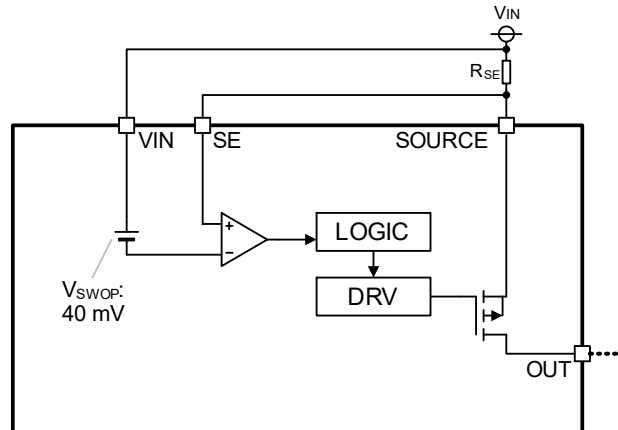 VIN
RSE
VIN
SE
SOURCE
+
−
LOGIC
DRV
VSWOP:
40 mV
OUT